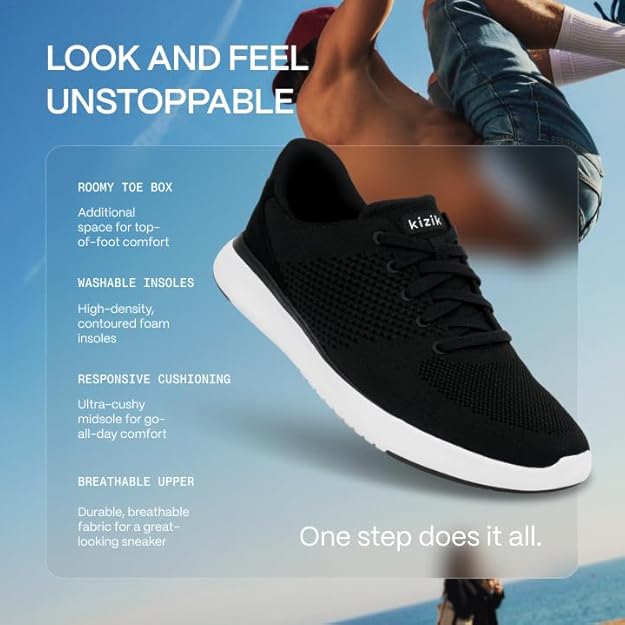 LOOK AND FEEL
UNSTOPPABLE
ROOMY TOE BOX
Additional
space for top-
of-foot comfort
WASHABLE INSOLES
High-density,
contoured foam
insoles
RESPONSIVE CUSHIONING
Ultra-cushy
midsole for go-
all-day comfort
BREATHABLE UPPER
Durable, breathable
fabric for a great-
looking sneaker
kizik
One step does it all.